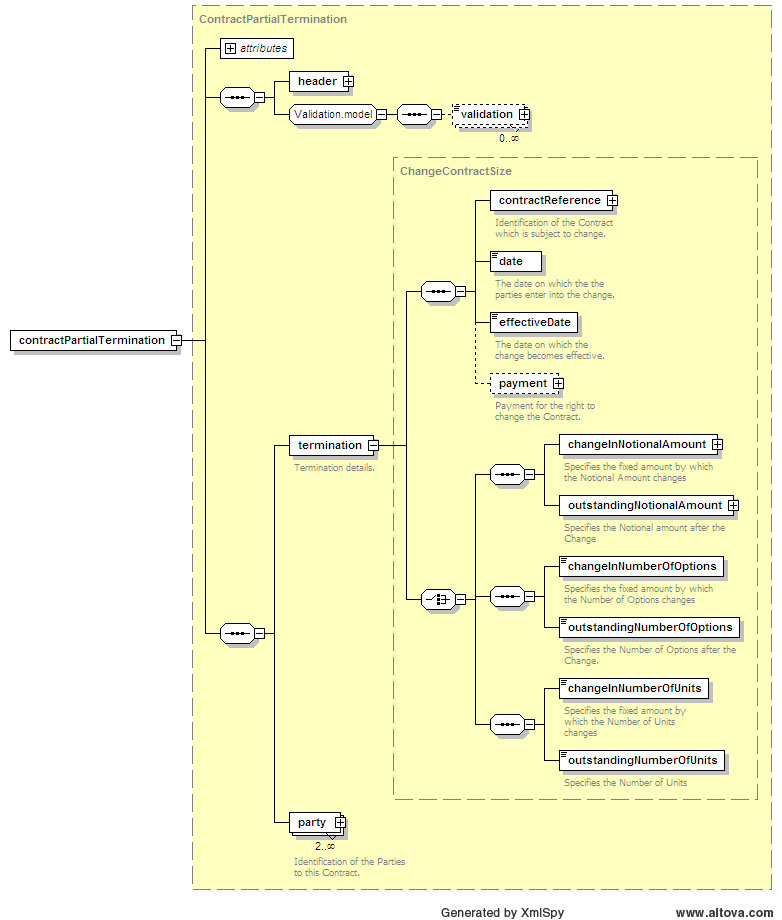 ContractPartialTermination
attributes
header
Validation.model
validation
0..∞
ChangeContractSize
contractReference
Identification of the Contract
which is subject to change.
date
The date on which the the
parties enter into the change.
contractPartialTermination
effectiveDate
The date on which the
change becomes effective.
payment
Payment for the right to
change the Contract.
termination
Termination details.
changeInNotionalAmount
Specifies the fixed amount by which
the Notional Amount changes
outstandingNotionalAmount
Specifies the Notional amount after the
Change
changeInNumberOfOptions
Specifies the fixed amount by which
the Number of Options changes
outstandingNumberOfOptions
Specifies the Number of Options after the
Change.
changeInNumberOfUnits
Specifies the fixed amount by
which the Number of Units
changes
outstandingNumberOfUnits
Specifies the Number of Units
party
2..∞
Identification of the Parties
to this Contract.
Generated by XmlSpy
www.altova.com